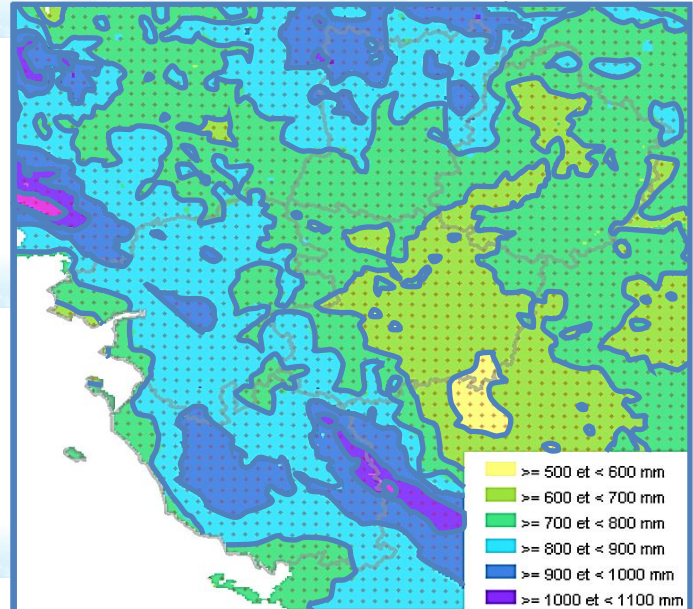 >= 500 et < 600 mm
>= 600 et < 700 mm
>= 700 et < 800 mm
>= 800 et < 900 mm
>= 900 et < 1000 mm
>= 1000 et < 1100 mm